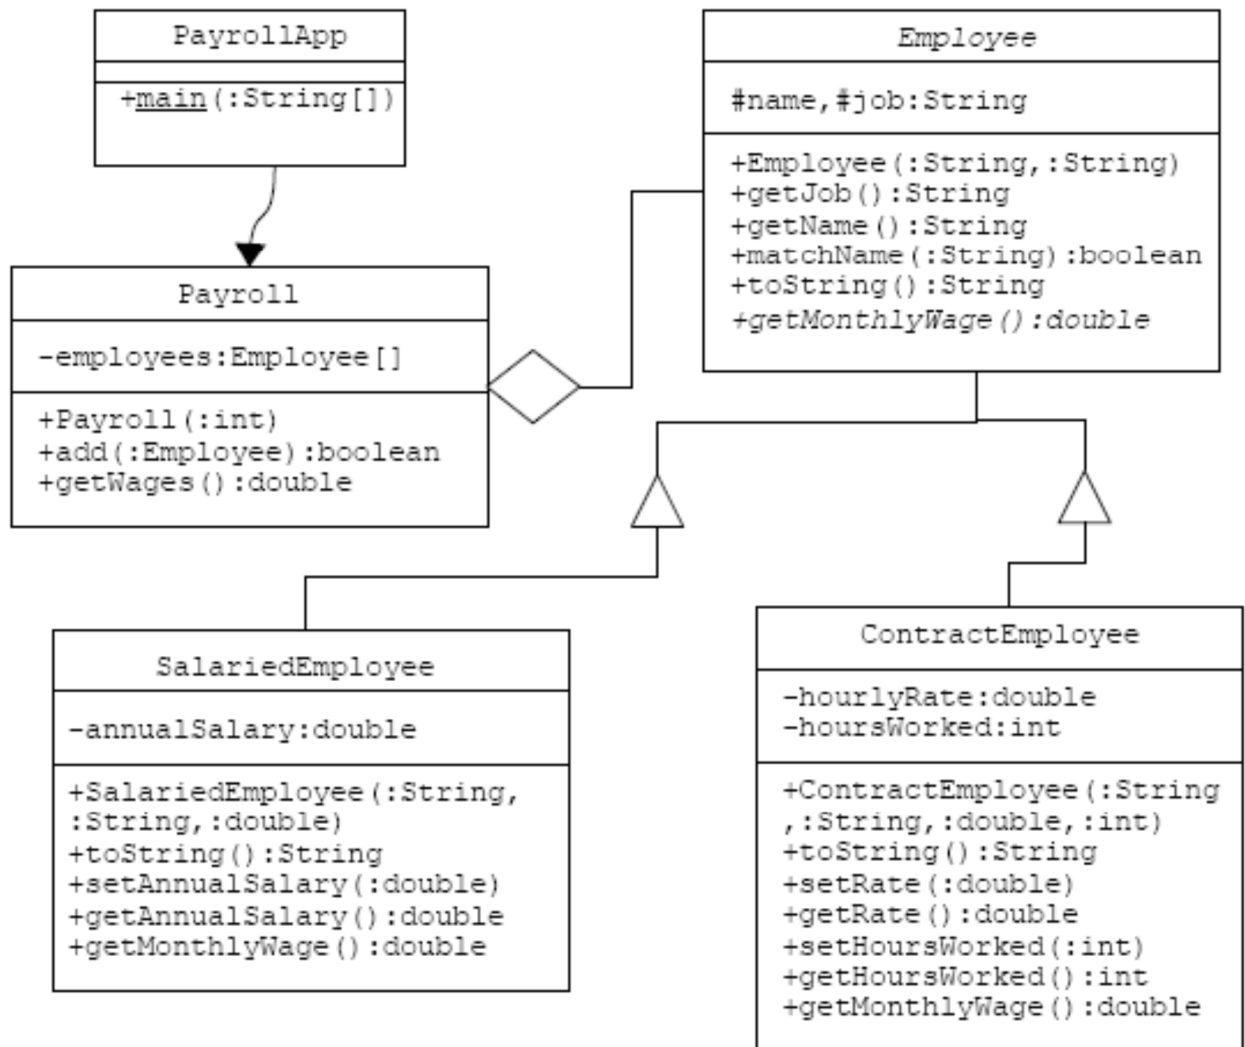 PayrollApp
+main(:String[])
Employee
#name,#job:String
+Employee(:String,:String)
+getJob():String
+getName():String
+matchName(:String):boolean
+toString():String
+getMonthlyWage():double
Payroll
-employees:Employee[]
+Payroll(:int)
+add(:Employee):boolean
+getWages():double
SalariedEmployee
-annualSalary:double
+SalariedEmployee(:String,
:String,:double)
+toString():String
+setAnnualSalary(:double)
+getAnnualSalary():double
+getMonthlyWage():double
ContractEmployee
-hourlyRate:double
-hoursWorked:int
+ContractEmployee(:String
,:String,:double,:int)
+toString():String
+setRate(:double)
+getRate():double
+setHoursWorked(:int)
+getHoursWorked():int
+getMonthlyWage():double